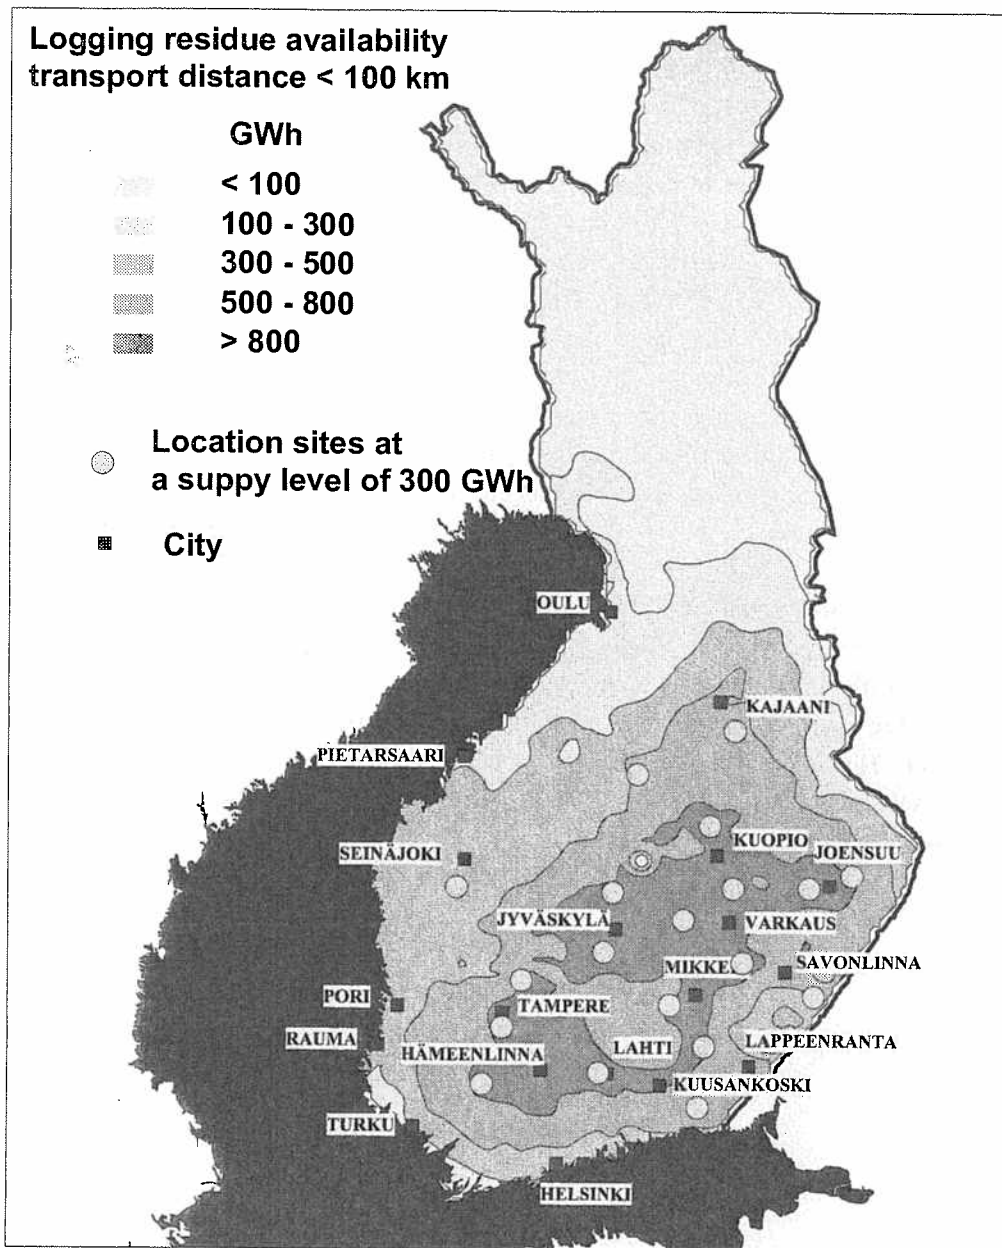 Logging residue availability
transport distance < 100 km
GWh
< 100
100 - 300
300 - 500
500 - 800
> 800
Location sites at
a suppy level of 300 GWh
City
OULU
KAJAANI
PIETARSAARI
SEINÄJOKI
KUOPIO
JOENSUU
JYVÄSKYLÄ
VARKAUS
MIKKE
SAVONLINNA
PORI
TAMPERE
RAUMA
HÄMEENLINNA
LAHTI
LAPPEENRANTA
KUUSANKOSKI
TURKU
HELSINKI